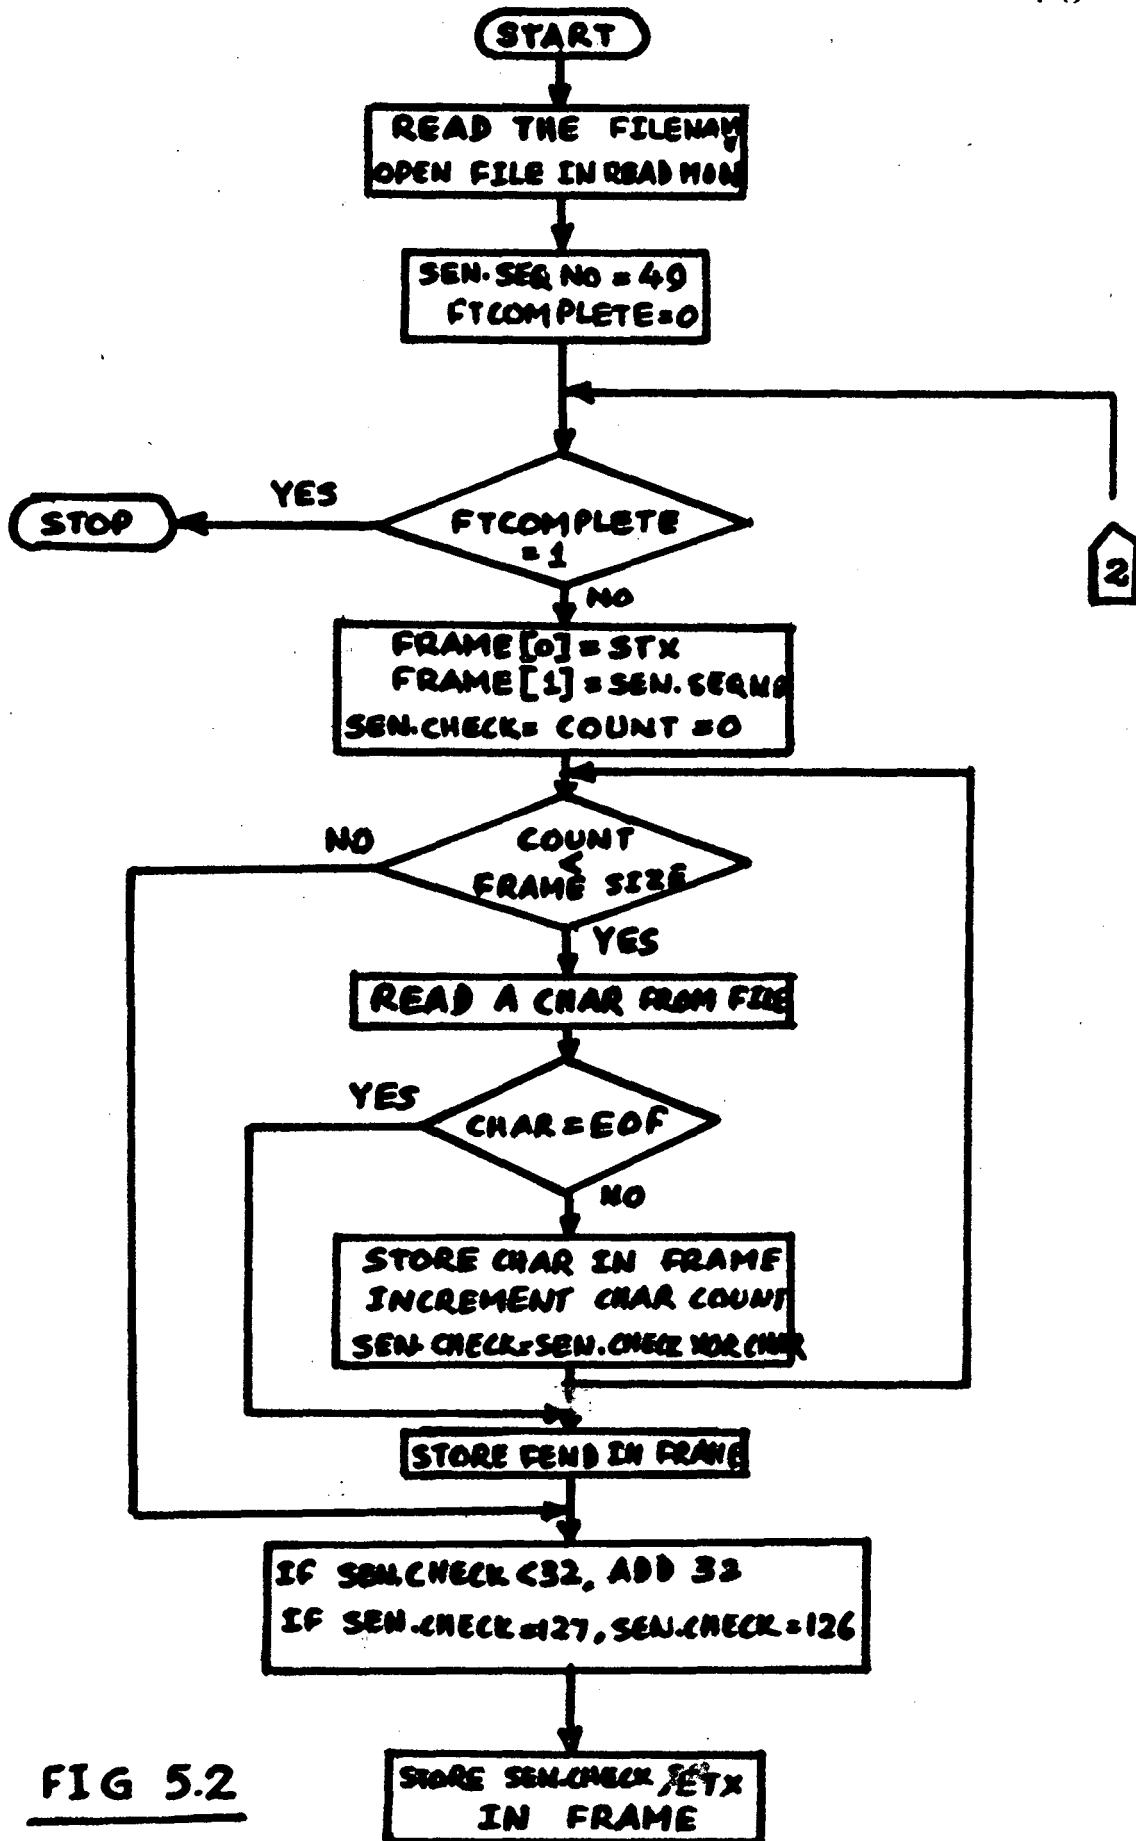 START
READ THE FILENAM
OPEN FILE IN READ MON
SEN.SEQ NO = 49
FTCOMPLETE=0
YES
STOP
FTCOMPLETE
= 1
2
NO
FRAME[0] = STX
FRAME[1] = SEN.SEQNO
SEN.CHECK= COUNT =0
NO
COUNT
<
FRAME SIZE
YES
READ A CHAR FROM FILE
YES
CHAR = EOF
NO
STORE CHAR IN FRAME
INCREMENT CHAR COUNT
SEN.CHECK=SEN.CHECK XOR CHAR
STORE FEND IN FRAME
IF SEN.CHECK <32, ADD 32
IF SEN.CHECK=127, SEN.CHECK=126
STORE SEN.CHECK, ETX
IN FRAME
FIG 5.2